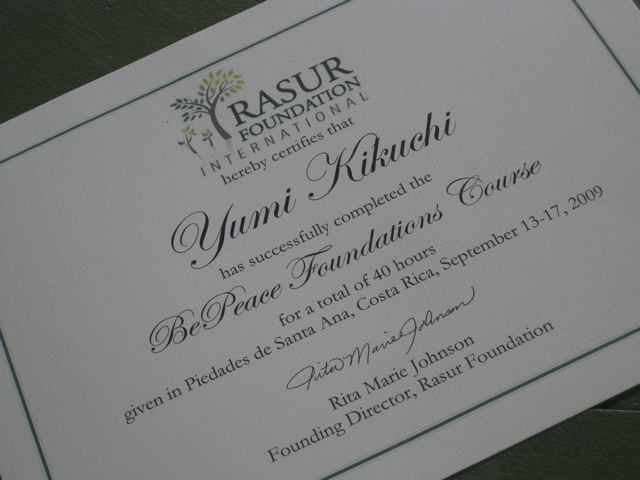 RASUR
FOUNDATION
INTERNATIONAL
hereby certifies that
Yumi Kikuchi
has successfully completed the
BePeace Foundations Course
for a total of 40 hours
given in Piedades de Santa Ana, Costa Rica, September 13-17, 2009
Rita Marie Johnson
Rita Marie Johnson
Founding Director, Rasur Foundation